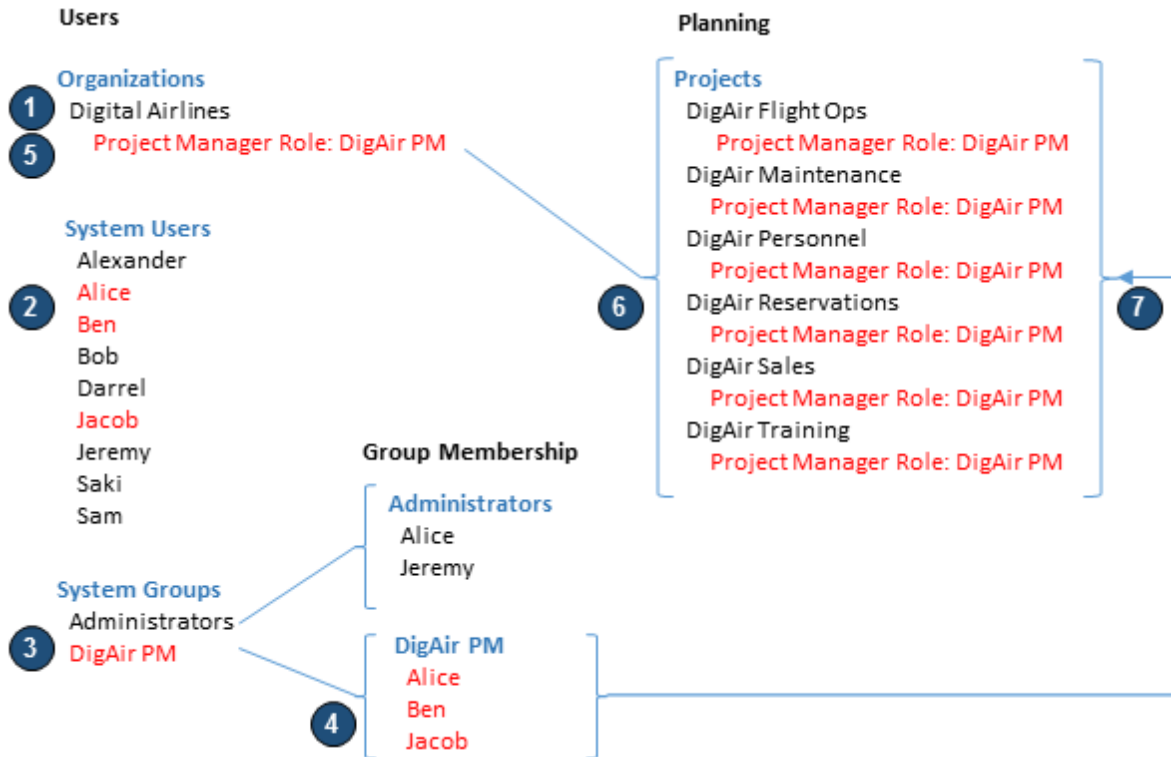 Users
Organizations
1 Digital Airlines
5 Project Manager Role: DigAir PM
System Users
Alexander
2 Alice
Ben
Bob
Darrel
Jacob
Jeremy
Saki
Sam
System Groups
Administrators
3 DigAir PM
Group Membership
Administrators
Alice
Jeremy
DigAir PM
Alice
4 Ben
Jacob
Planning
Projects
DigAir Flight Ops
Project Manager Role: DigAir PM
DigAir Maintenance
Project Manager Role: DigAir PM
DigAir Personnel
Project Manager Role: DigAir PM
6 DigAir Reservations 7
Project Manager Role: DigAir PM
DigAir Sales
Project Manager Role: DigAir PM
DigAir Training
Project Manager Role: DigAir PM